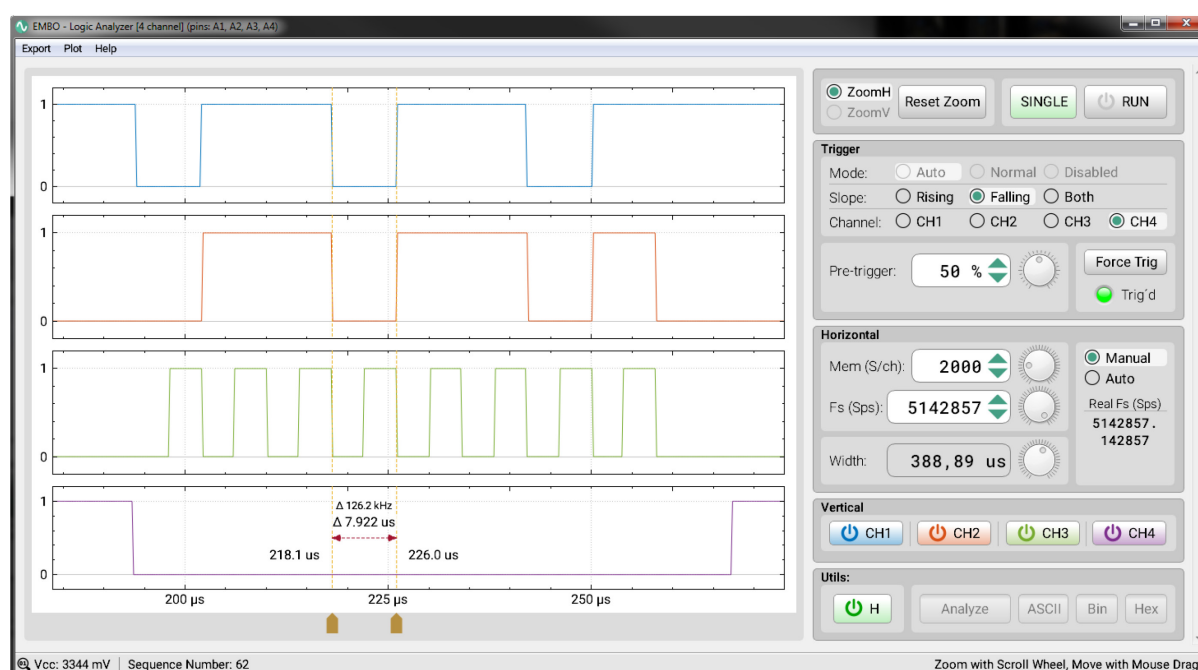 EMBO - Logic Analyzer [4 channel] (pins: A1, A2, A3, A4)
Export Plot Help
1
0
1
0
1
0
1
0
Δ 126.2 kHz
Δ 7.922 us
218.1 us 226.0 us
200 µs 225 µs 250 µs
ZoomH
ZoomV
Reset Zoom
SINGLE
RUN
Trigger
Mode: Auto Normal Disabled
Slope: Rising Falling Both
Channel: CH1 CH2 CH3 CH4
Pre-trigger: 50 %
Force Trig
Trig´d
Horizontal
Mem (S/ch): 2000
Fs (Sps): 5142857
Width: 388,89 us
Manual
Auto
Real Fs (Sps)
5142857.
142857
Vertical
CH1 CH2 CH3 CH4
Utils:
H Analyze ASCII Bin Hex
Vcc: 3344 mV Sequence Number: 62
Zoom with Scroll Wheel, Move with Mouse Drag